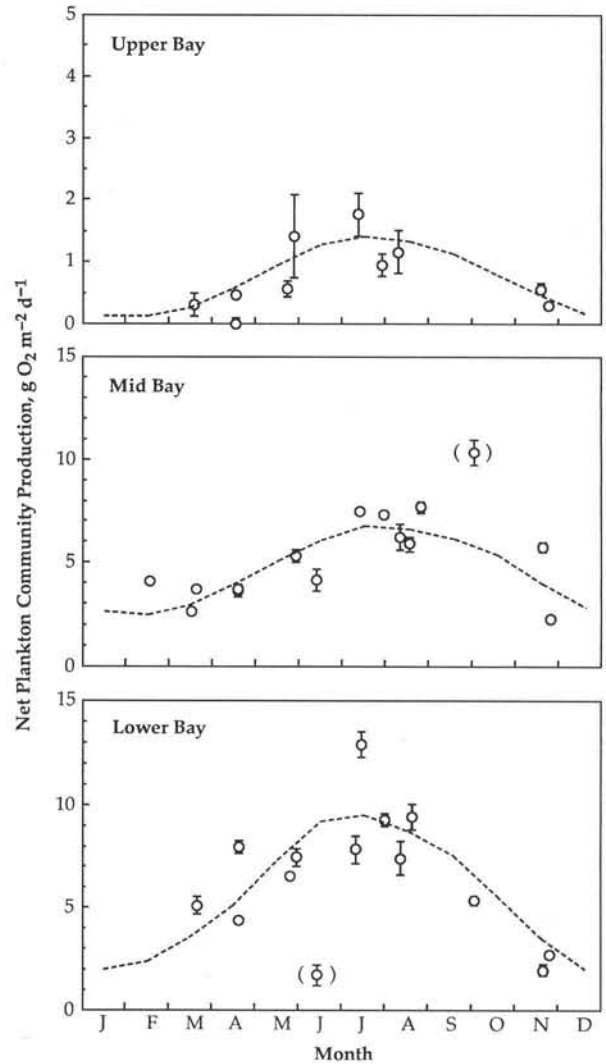 Net Plankton Community Production, g O₂ m⁻² d⁻¹
Upper Bay
5
4
3
2
1
0
Mid Bay
15
10
5
0
( )
Lower Bay
15
10
5
0
( )
J F M A M J J A S O N D
Month